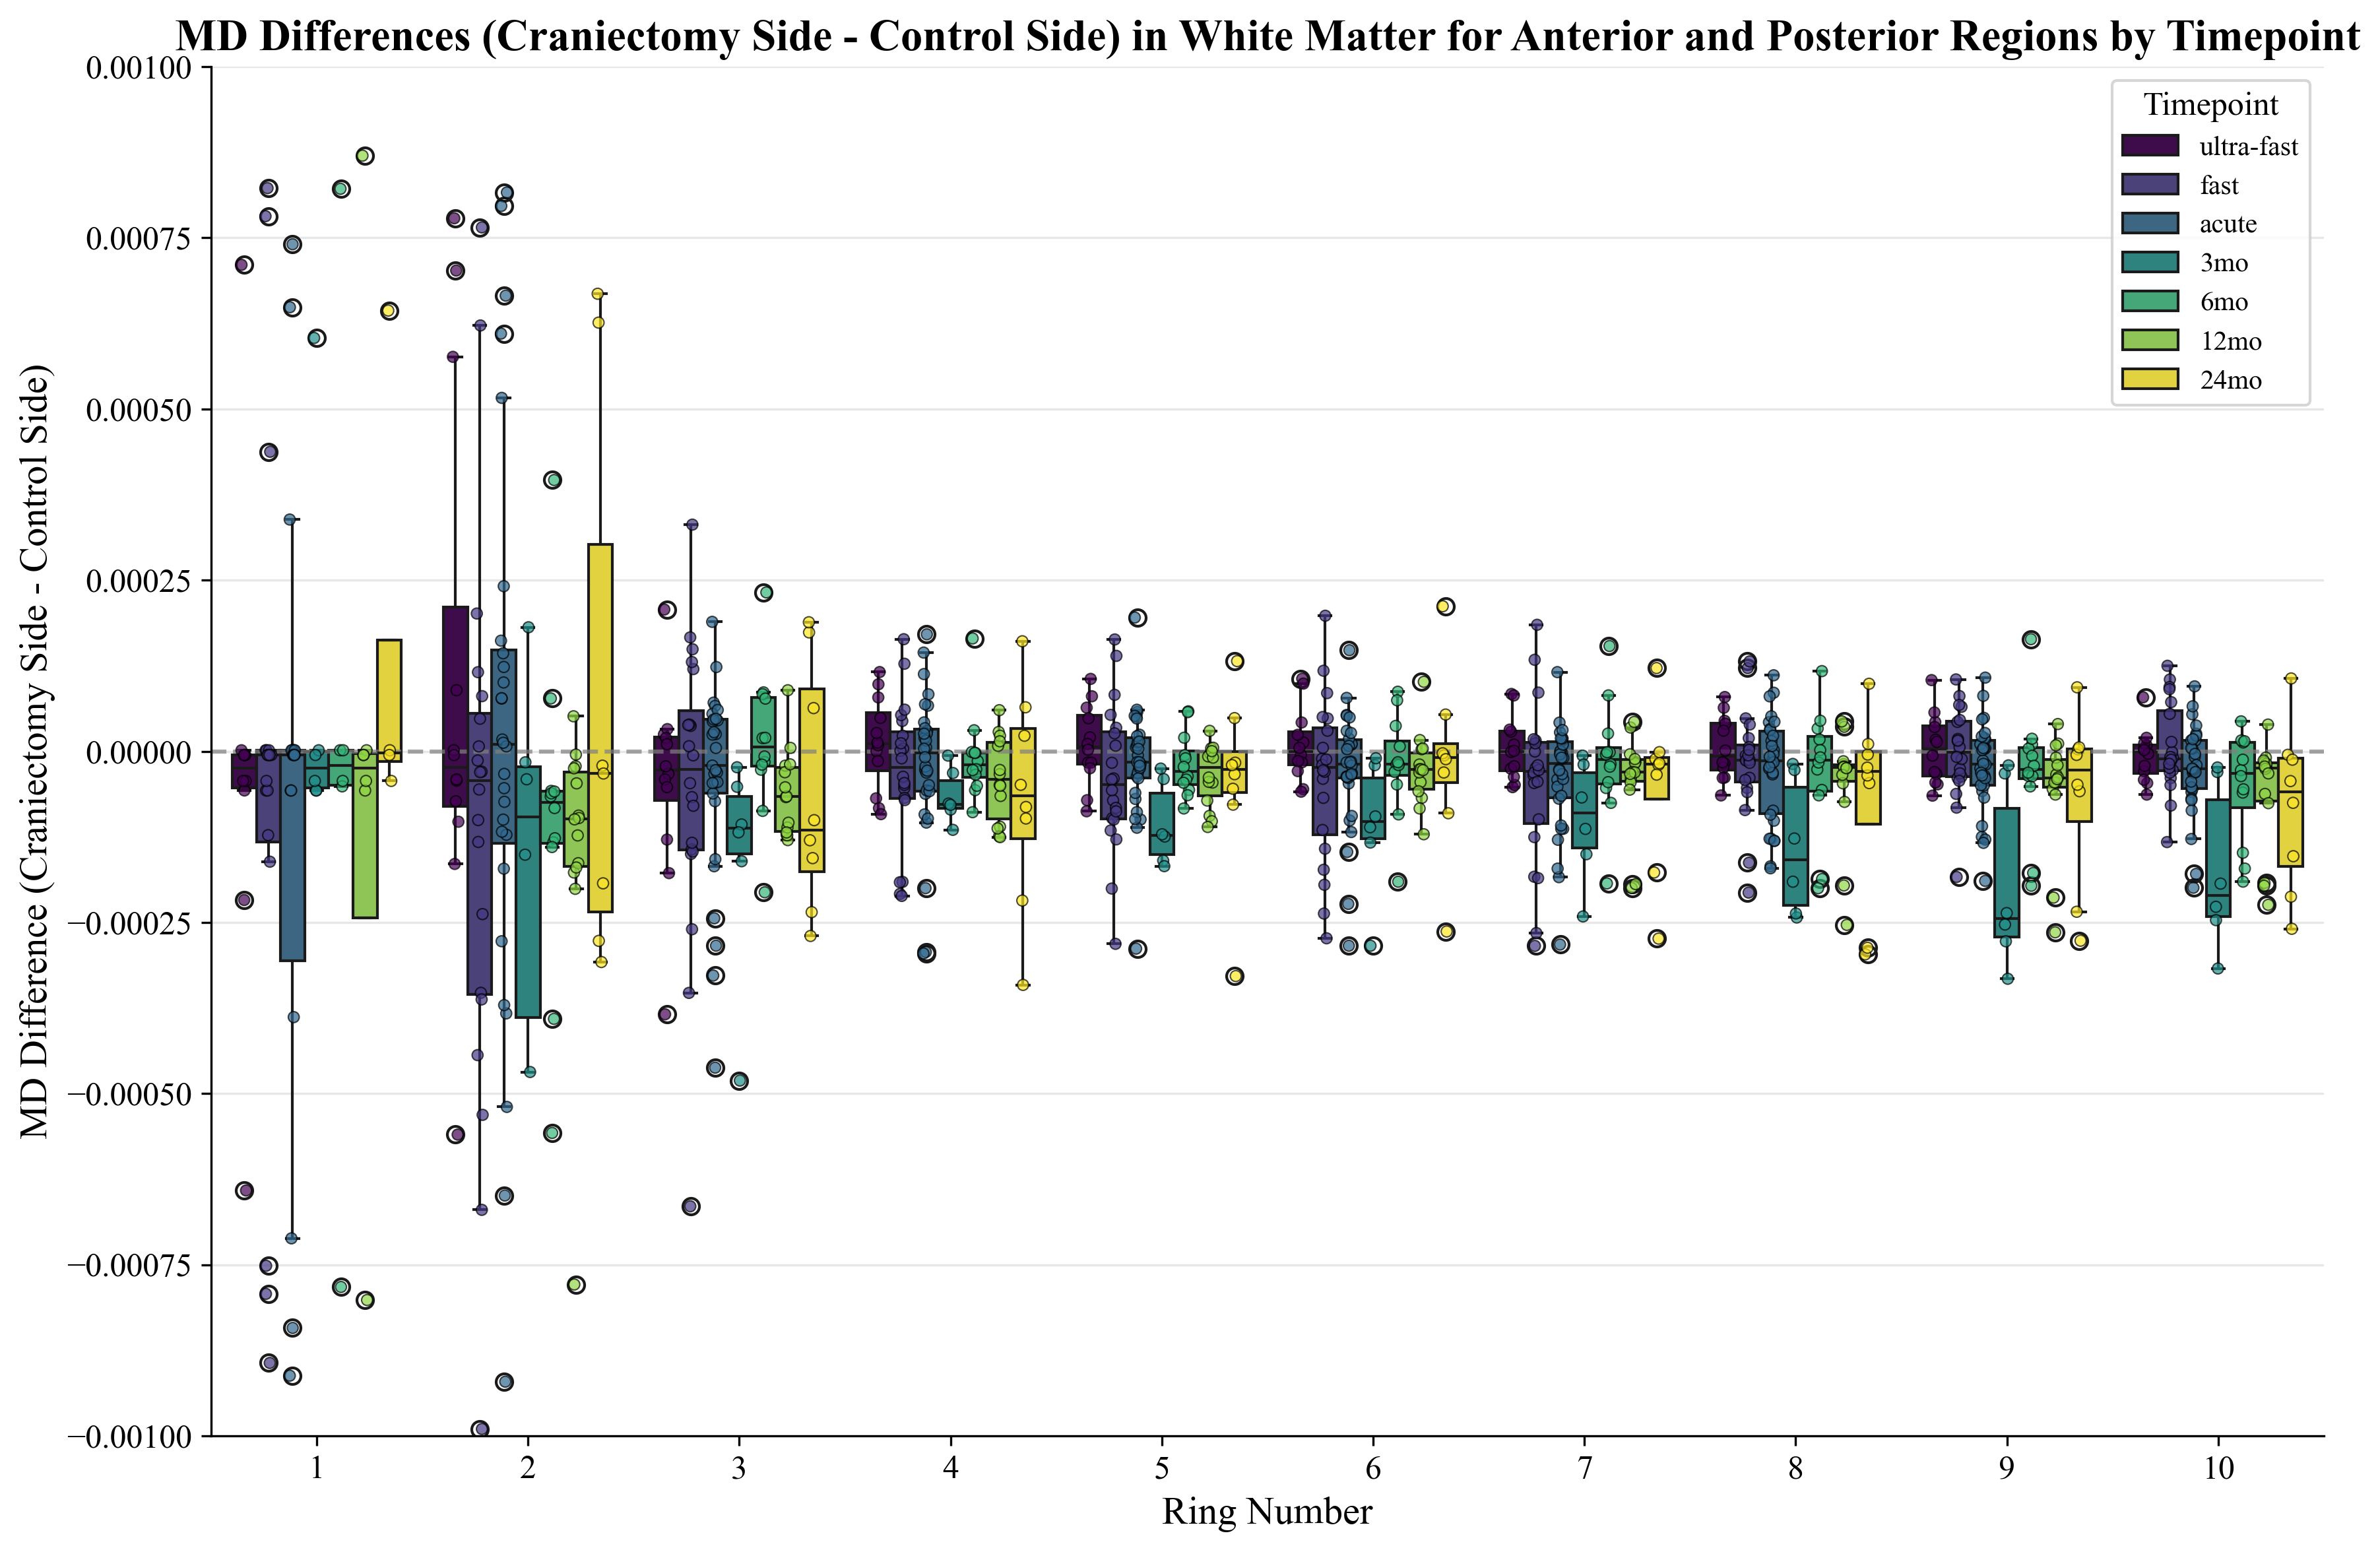 MD Differences (Craniectomy Side - Control Side) in White Matter for Anterior and Posterior Regions by Timepoint
MD Difference (Craniectomy Side - Control Side)
0.00100
0.00075
0.00050
0.00025
0.00000
−0.00025
−0.00050
−0.00075
−0.00100
Timepoint
ultra-fast
fast
acute
3mo
6mo
12mo
24mo
1 2 3 4 5 6 7 8 9 10
Ring Number